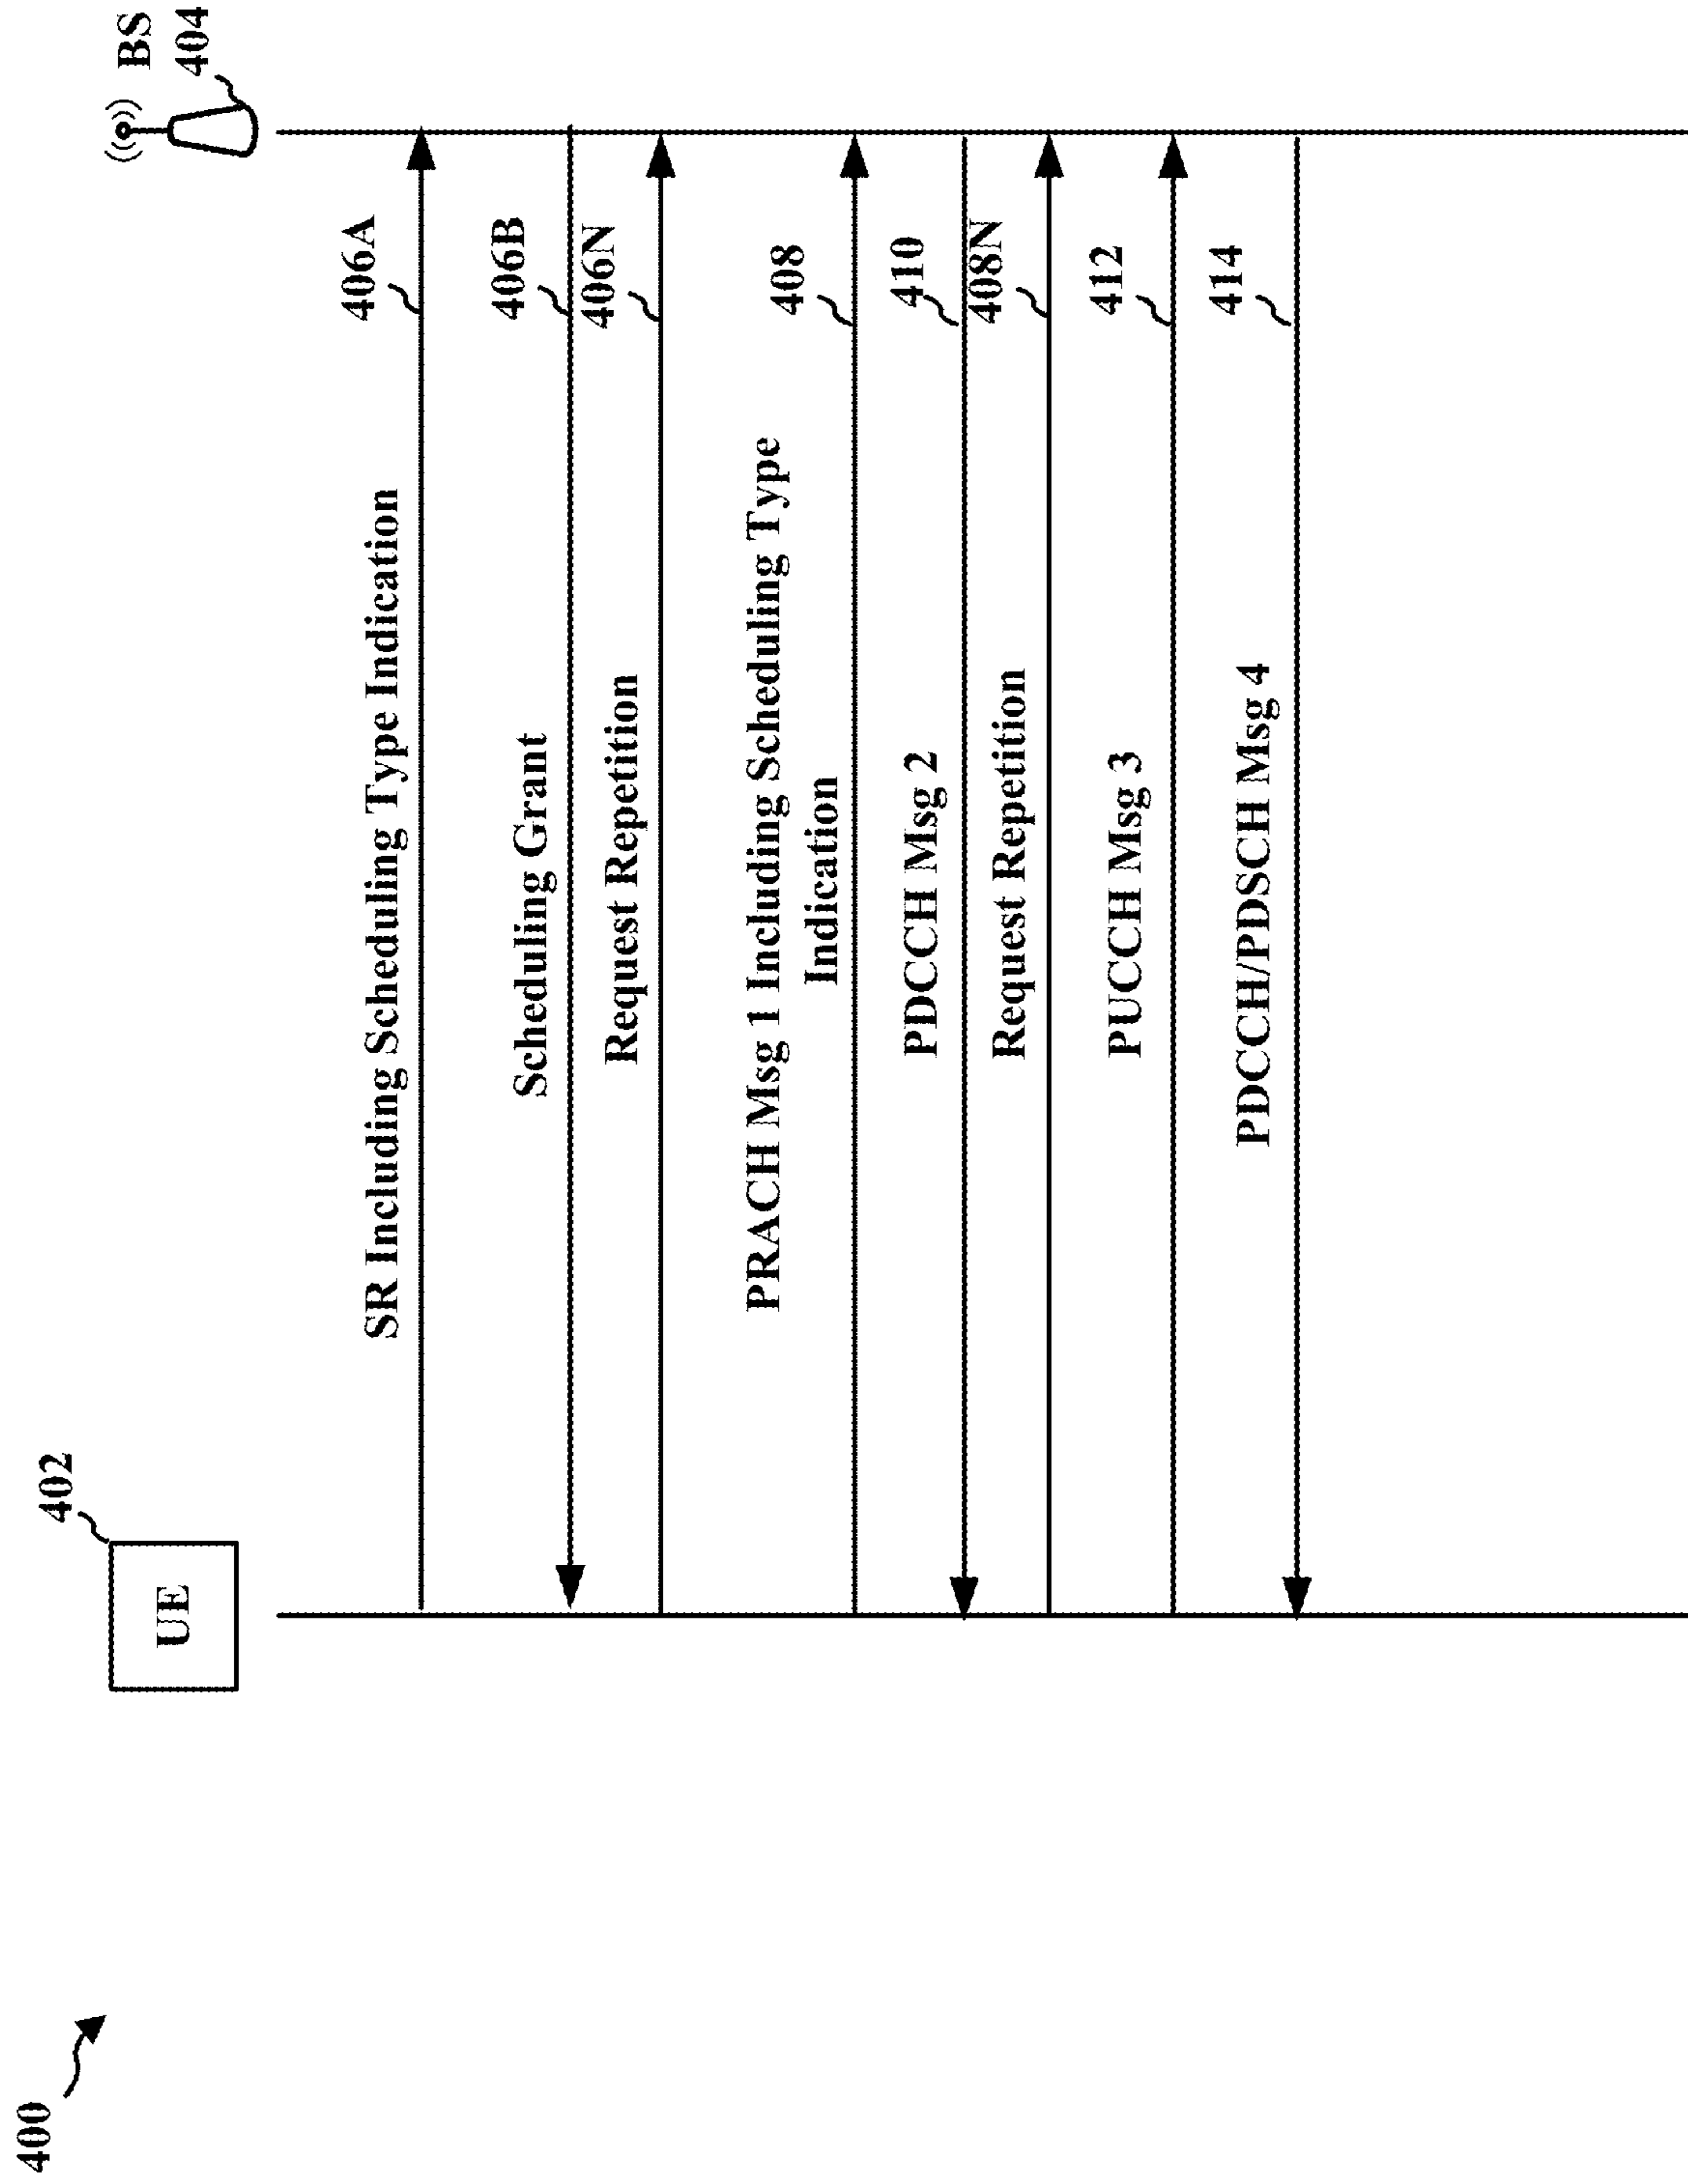 400
UE
402
BS
404
SR Including Scheduling Type Indication
406A
Scheduling Grant
406B
Request Repetition
406N
PRACH Msg 1 Including Scheduling Type
Indication
408
PDCCH Msg 2
410
Request Repetition
408N
PUCCH Msg 3
412
PDCCH/PDSCH Msg 4
414